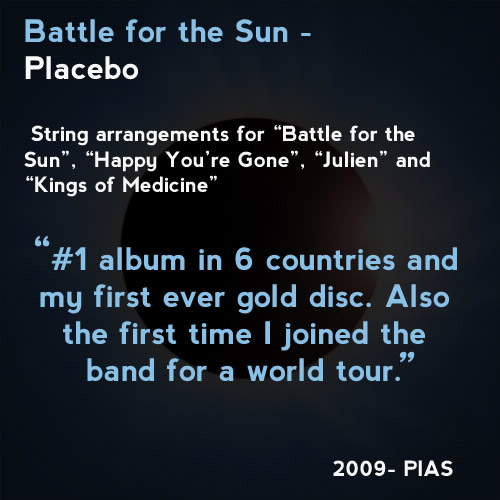 Battle for the Sun -
Placebo
String arrangements for “Battle for the
Sun”, “Happy You’re Gone”, “Julien” and
“Kings of Medicine”
“#1 album in 6 countries and
my first ever gold disc. Also
the first time I joined the
band for a world tour.”
2009- PIAS